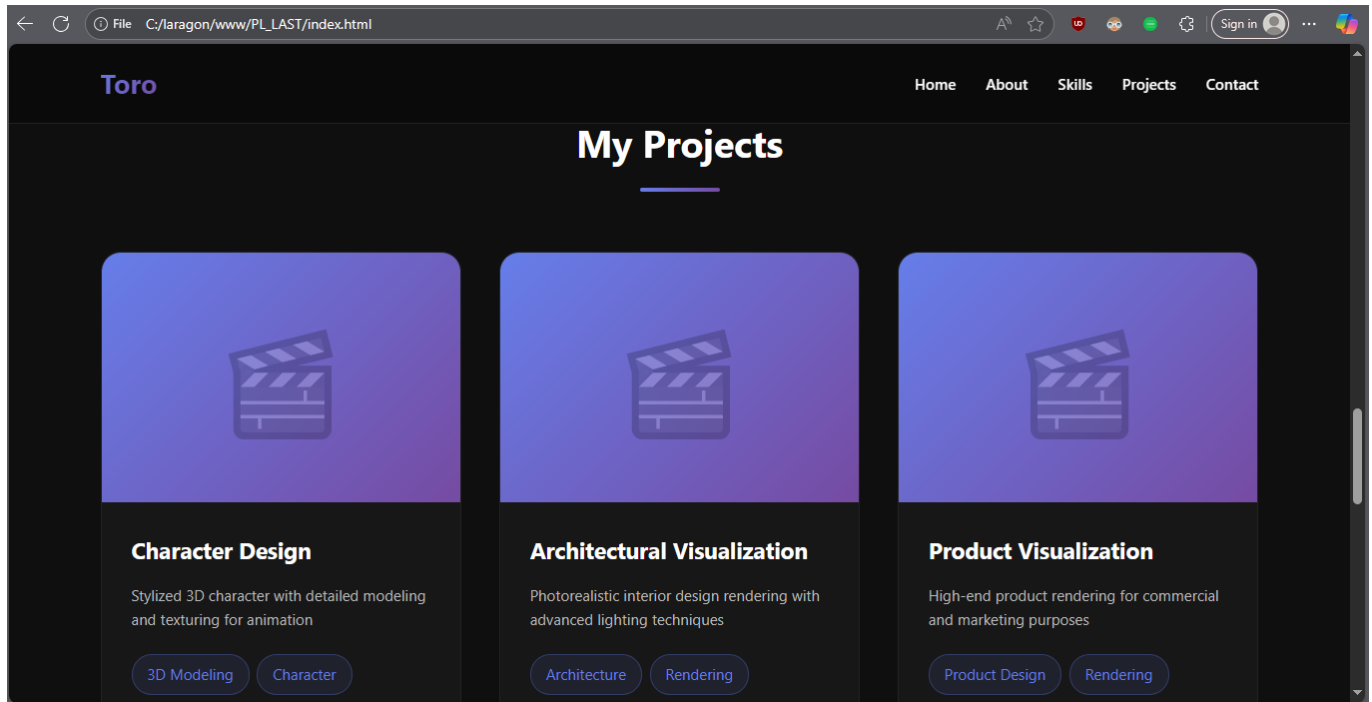 File C:/laragon/www/PL_LAST/index.html
Sign in
Toro
Home About Skills Projects Contact
My Projects
Character Design
Stylized 3D character with detailed modeling
and texturing for animation
3D Modeling Character
Architectural Visualization
Photorealistic interior design rendering with
advanced lighting techniques
Architecture Rendering
Product Visualization
High-end product rendering for commercial
and marketing purposes
Product Design Rendering